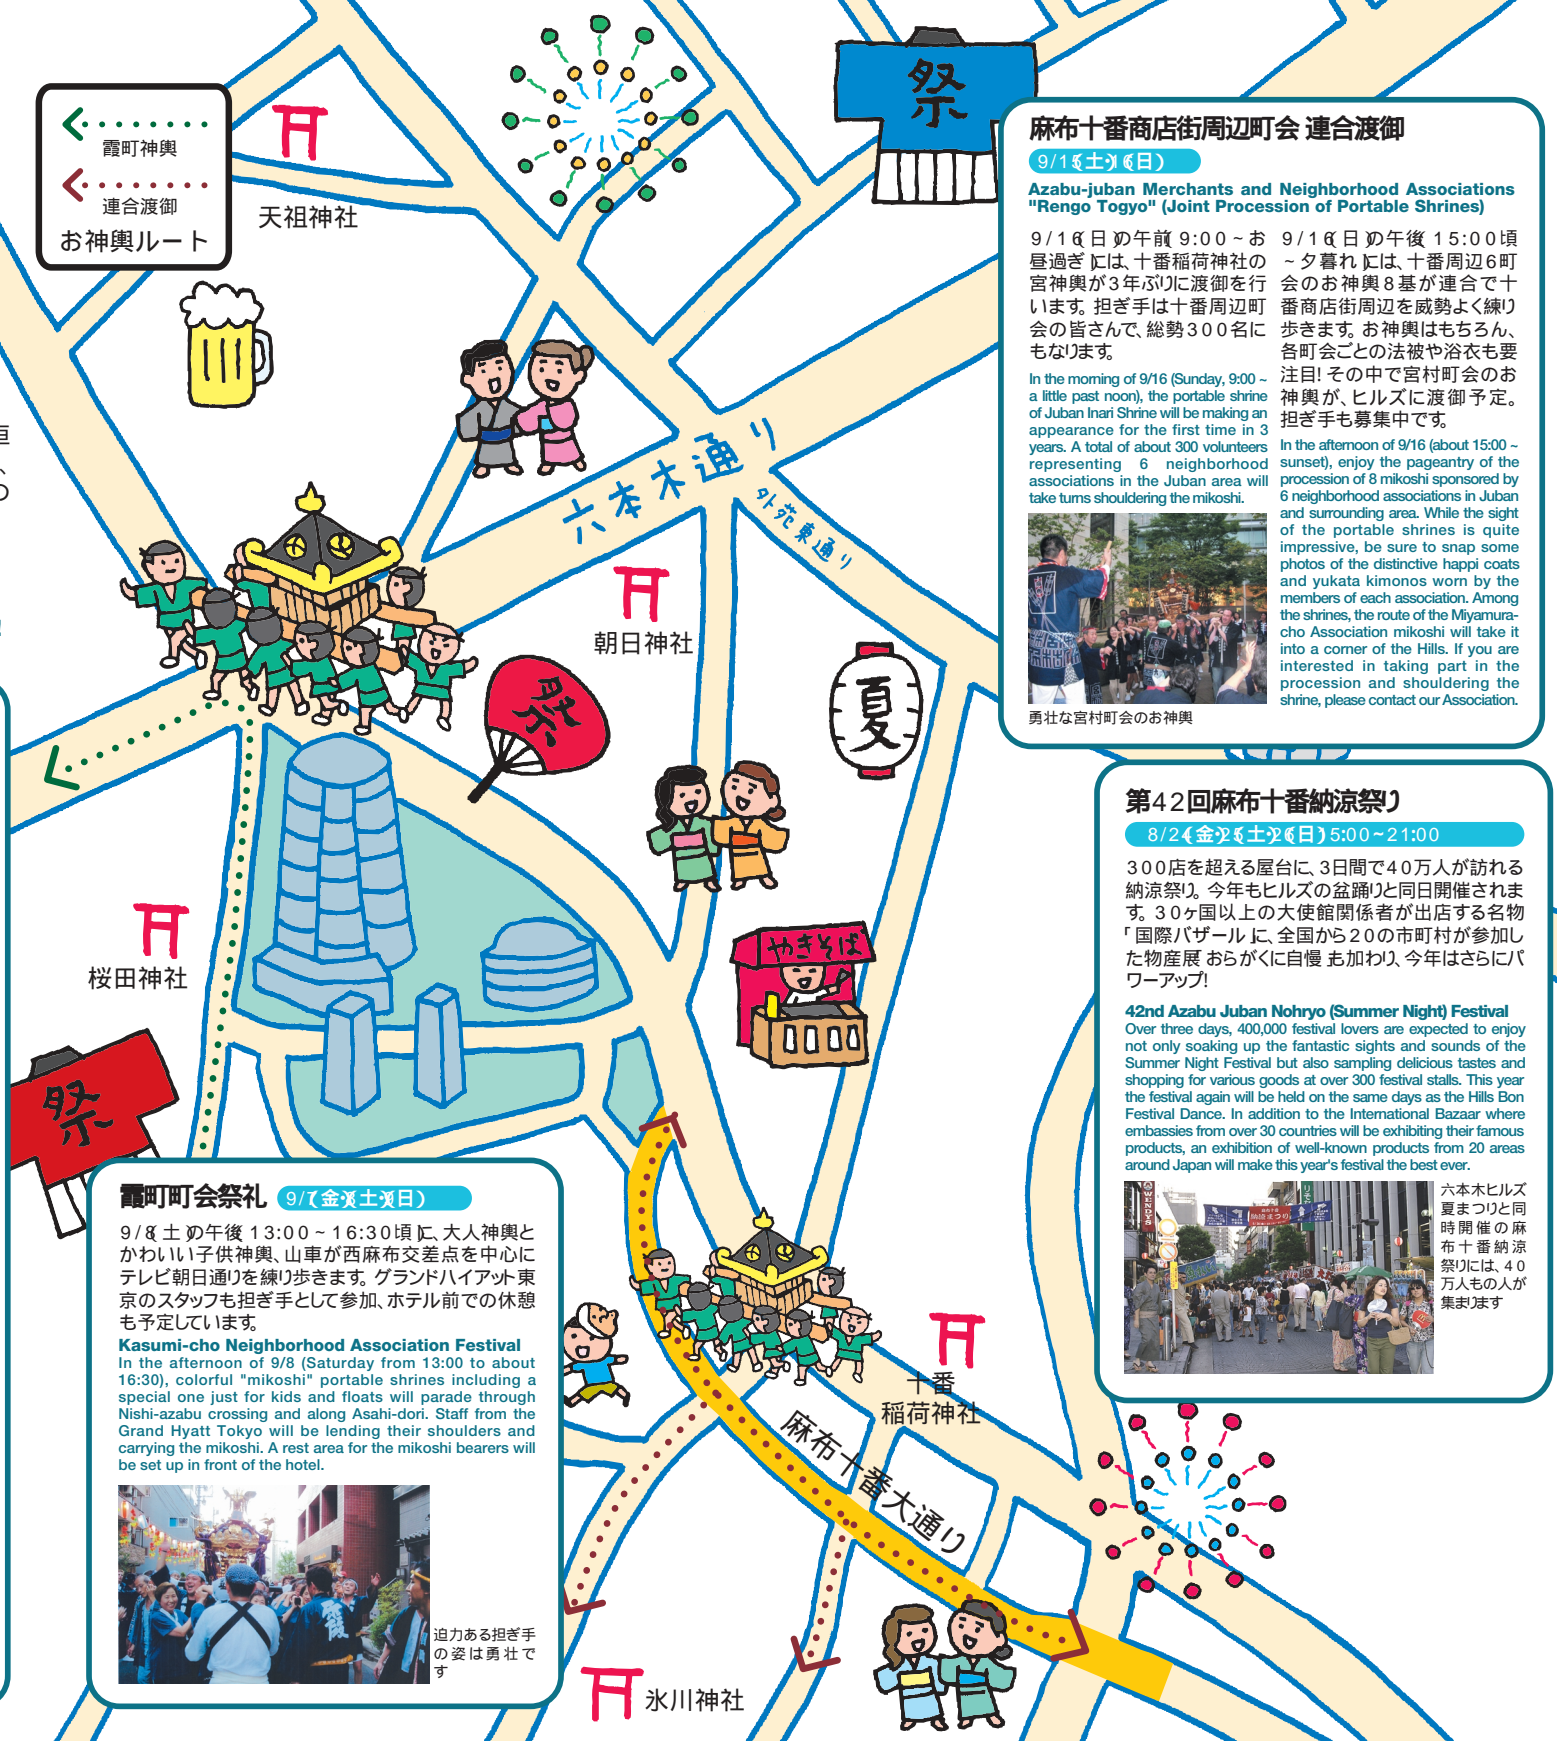 霞町神輿
連合渡御
お神輿ルート
天祖神社
祭
六本木通り
外苑東通り
朝日神社
祭
夏
桜田神社
やきそば
祭
十番
稲荷神社
麻布十番大通り
氷川神社
麻布十番商店街周辺町会 連合渡御
9/15(土)・16(日)
Azabu-juban Merchants and Neighborhood Associations
"Rengo Togyo" (Joint Procession of Portable Shrines)
9/16(日)の午前(9:00~お
昼過ぎ)には、十番稲荷神社の
宮神輿が3年ぶりに渡御を行
います。担ぎ手は十番周辺町
会の皆さんで、総勢300名に
もなります。
In the morning of 9/16 (Sunday, 9:00 ~
a little past noon), the portable shrine
of Juban Inari Shrine will be making an
appearance for the first time in 3
years. A total of about 300 volunteers
representing 6 neighborhood
associations in the Juban area will
take turns shouldering the mikoshi.
勇壮な宮村町会のお神輿
9/16(日)の午後(15:00頃
~夕暮れ)には、十番周辺6町
会のお神輿8基が連合で十
番商店街周辺を威勢よく練り
歩きます。お神輿はもちろん、
各町会ごとの法被や浴衣も要
注目!その中で宮村町会のお
神輿が、ヒルズに渡御予定。
担ぎ手も募集中です。
In the afternoon of 9/16 (about 15:00 ~
sunset), enjoy the pageantry of the
procession of 8 mikoshi sponsored by
6 neighborhood associations in Juban
and surrounding area. While the sight
of the portable shrines is quite
impressive, be sure to snap some
photos of the distinctive happi coats
and yukata kimonos worn by the
members of each association. Among
the shrines, the route of the Miyamura-
cho Association mikoshi will take it
into a corner of the Hills. If you are
interested in taking part in the
procession and shouldering the
shrine, please contact our Association.
第42回麻布十番納涼祭り
8/24(金)・25(土)・26(日)15:00~21:00
300店を超える屋台に、3日間で40万人が訪れる
納涼祭り。今年もヒルズの盆踊りと同日開催されま
す。30ヶ国以上の大使館関係者が出店する名物
「国際バザール」に、全国から20の市町村が参加し
た物産展「おらがくに自慢」も加わり、今年はさらにパ
ワーアップ!
42nd Azabu Juban Nohryo (Summer Night) Festival
Over three days, 400,000 festival lovers are expected to enjoy
not only soaking up the fantastic sights and sounds of the
Summer Night Festival but also sampling delicious tastes and
shopping for various goods at over 300 festival stalls. This year
the festival again will be held on the same days as the Hills Bon
Festival Dance. In addition to the International Bazaar where
embassies from over 30 countries will be exhibiting their famous
products, an exhibition of well-known products from 20 areas
around Japan will make this year's festival the best ever.
六本木ヒルズ
夏まつりと同
時開催の麻
布十番納涼
祭りには、40
万人もの人が
集まります
霞町町会祭礼
9/7(金)・8(土)・9(日)
9/8(土)の午後(13:00~16:30頃)に、大人神輿と
かわいい子供神輿、山車が西麻布交差点を中心に
テレビ朝日通りを練り歩きます。グランドハイアット東
京のスタッフも担ぎ手として参加、ホテル前での休憩
も予定しています。
Kasumi-cho Neighborhood Association Festival
In the afternoon of 9/8 (Saturday from 13:00 to about
16:30), colorful "mikoshi" portable shrines including a
special one just for kids and floats will parade through
Nishi-azabu crossing and along Asahi-dori. Staff from the
Grand Hyatt Tokyo will be lending their shoulders and
carrying the mikoshi. A rest area for the mikoshi bearers will
be set up in front of the hotel.
迫力ある担ぎ手
の姿は勇壮で
す